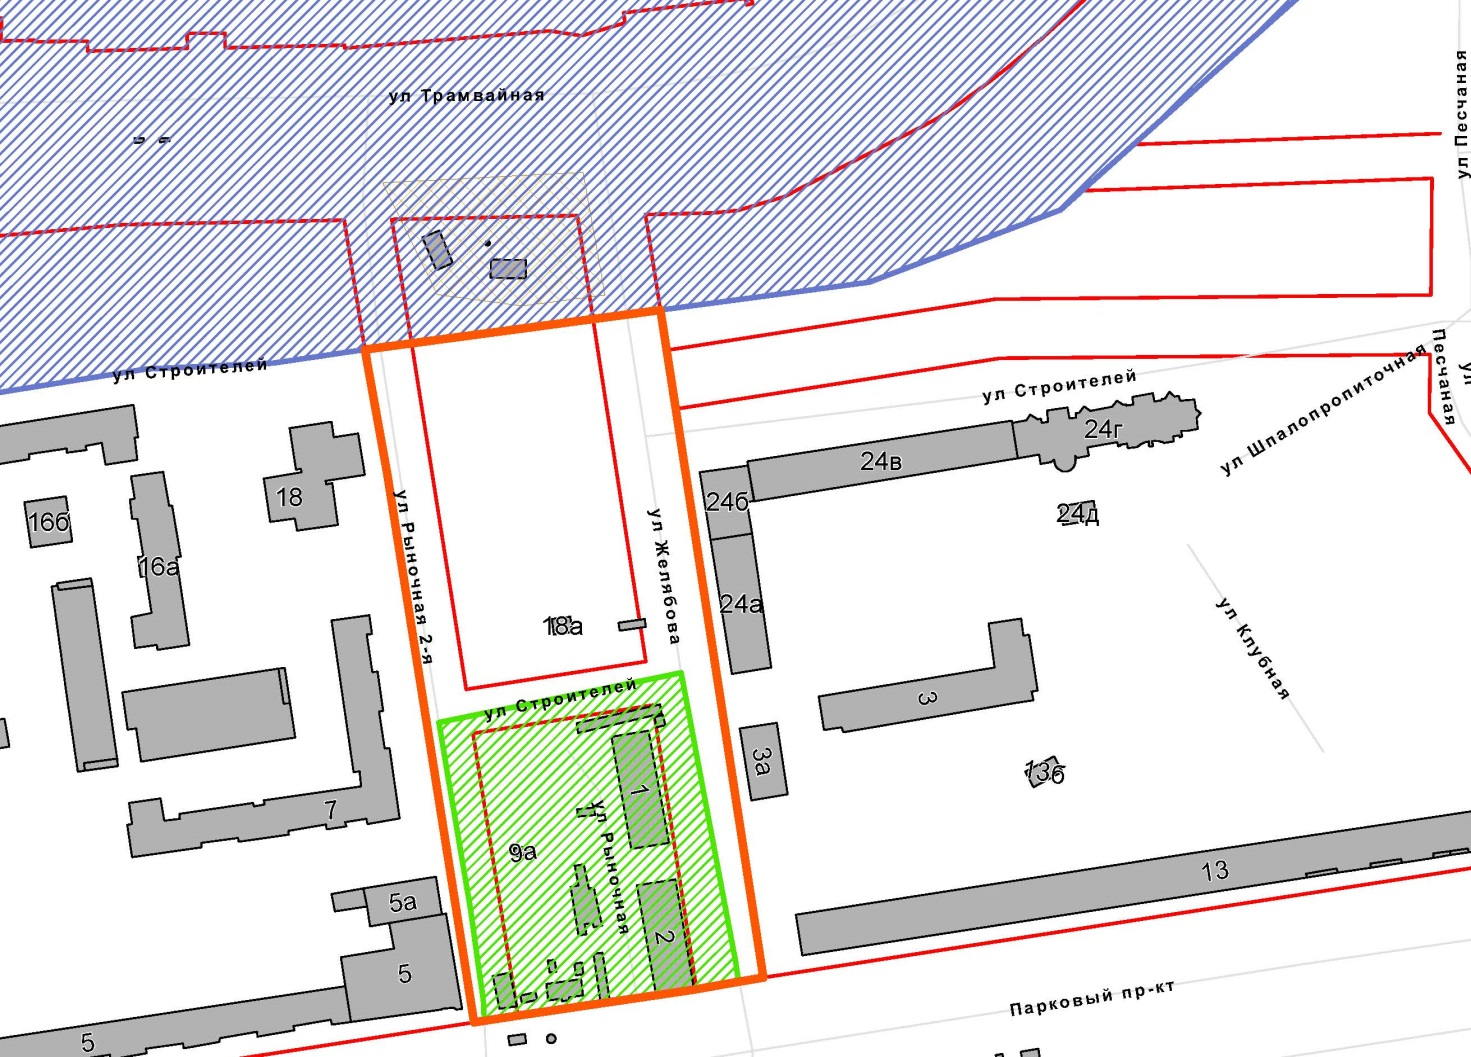 ул Трамвайная
ул Песчаная
ул Строителей
Песчаная
ул
ул Шпалопропиточная
ул Строителей
24г
24в
24б
24д
24а
18
16б
16а
ул Рыночная 2-я
ул Желябова
18а
ул Клубная
ул Строителей
3
3а
13б
1
7
ул Рыночная
9а
13
5а
2
5
5
Парковый пр-кт